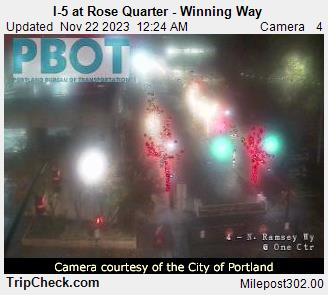 I-5 at Rose Quarter - Winning Way
Updated Nov 22 2023 12:24 AM Camera 4
PBOT
PORTLAND BUREAU OF TRANSPORTATION
4 - N. Ramsey Wy
@ One Ctr
Camera courtesy of the City of Portland
TripCheck.com Milepost302.00